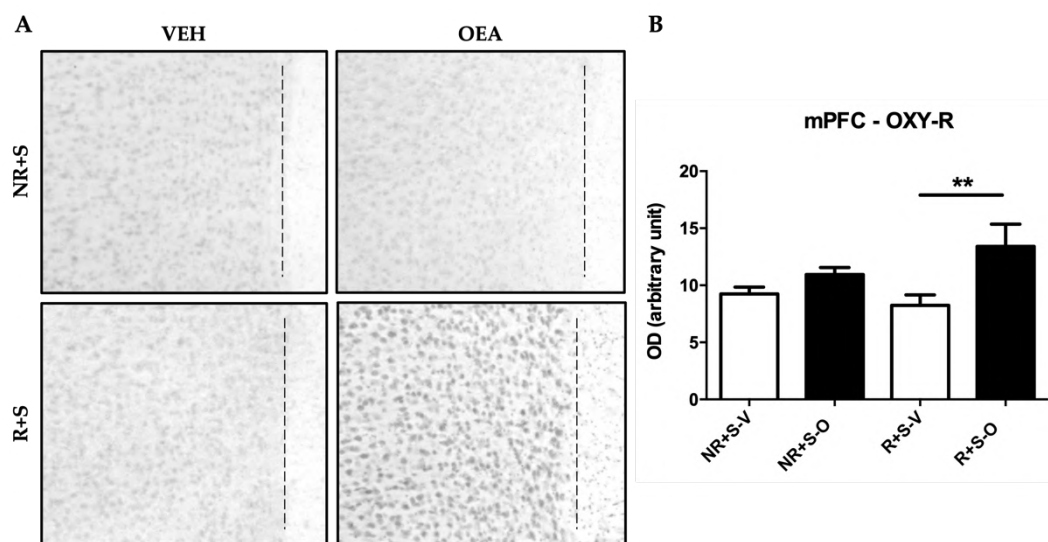 A
VEH
OEA
NR+S
R+S
B
mPFC - OXY-R
**
OD (arbitrary unit)
20
15
10
5
0
NR+S-V
NR+S-O
R+S-V
R+S-O